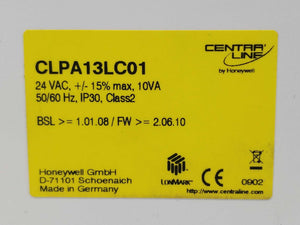 CENTRA
LINE
by Honeywell
CLPA13LC01
24 VAC, +/- 15% max, 10VA
50/60 Hz, IP30, Class2
BSL >= 1.01.08 / FW >= 2.06.10
Honeywell GmbH
D-71101 Schoenaich
Made in Germany
LONMARK
CE
0902
http://www.centraline.com